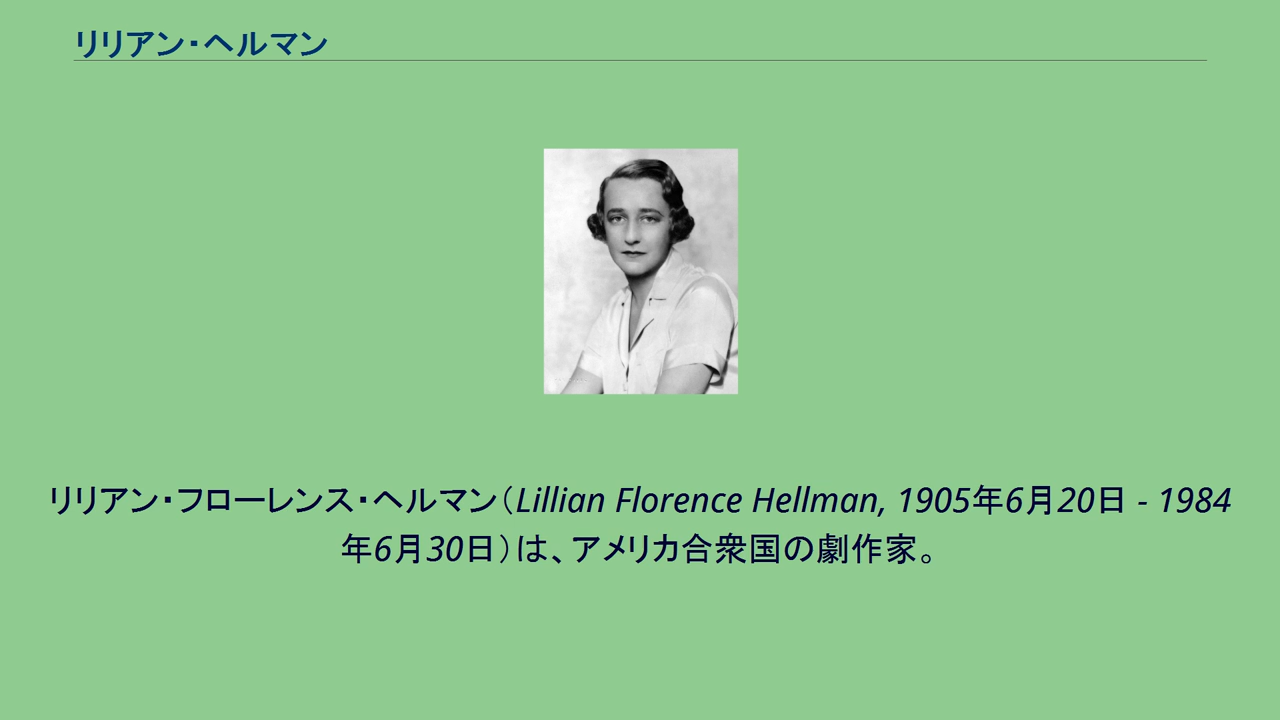 リリアン・ヘルマン
リリアン・フローレンス・ヘルマン（Lillian Florence Hellman, 1905年6月20日 - 1984
年6月30日）は、アメリカ合衆国の劇作家。